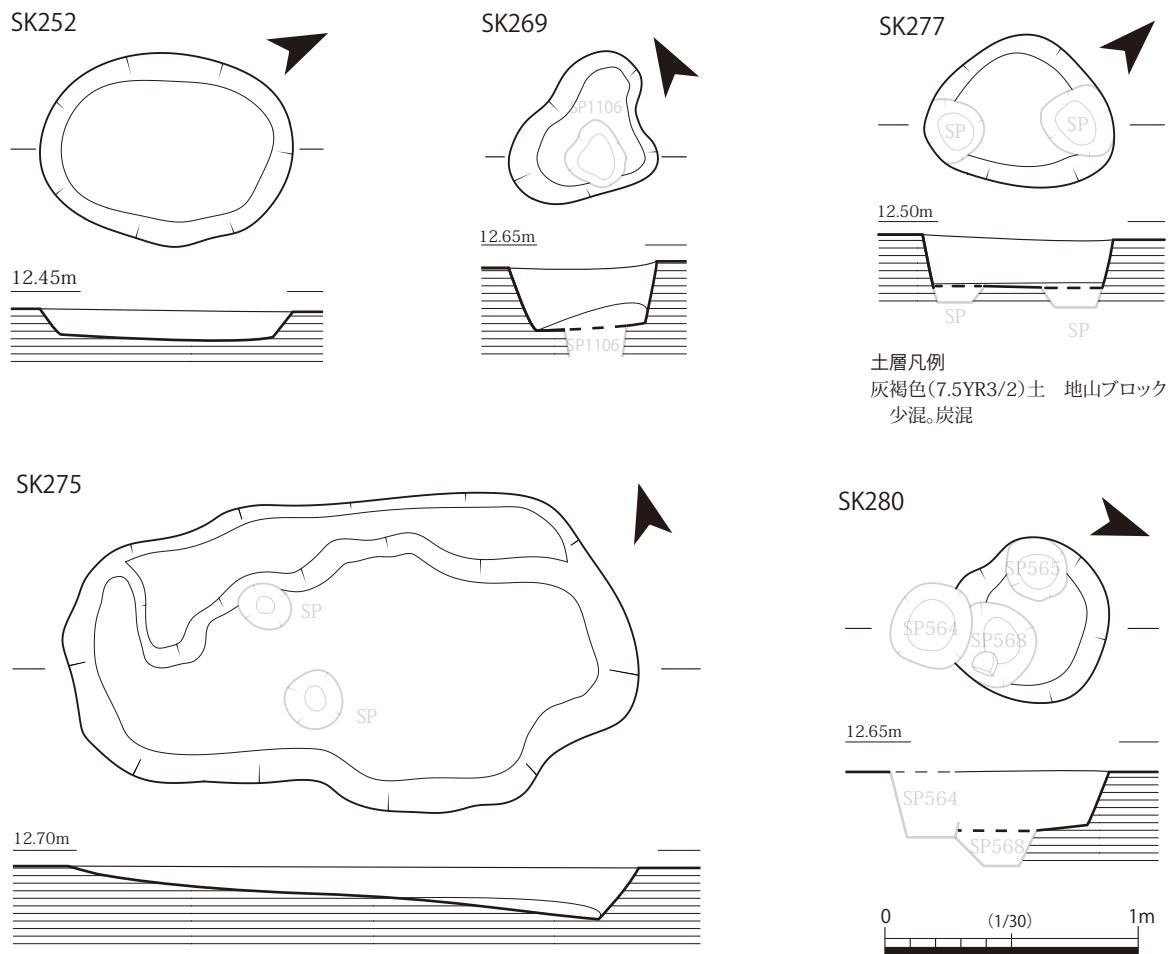 SK252
12.45m
SK269
SP1106
12.65m
SP1106
SK277
SP
SP
12.50m
SP
SP
土層凡例
灰褐色(7.5YR3/2)土　地山ブロック
少混。炭混
SK275
SP
SP
12.70m
SK280
SP565
SP564
SP568
12.65m
SP564
SP568
0
(1/30)
1m